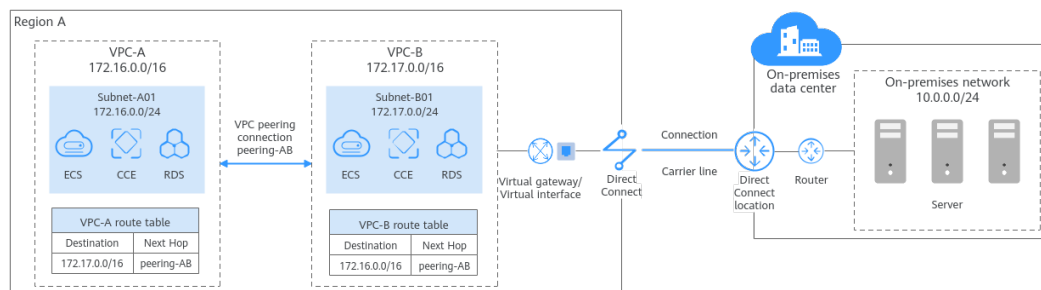 Region A
VPC-A
172.16.0.0/16
Subnet-A01
172.16.0.0/24
ECS
CCE
RDS
VPC-A route table
Destination
Next Hop
172.17.0.0/16
peering-AB
VPC peering
connection
peering-AB
VPC-B
172.17.0.0/16
Subnet-B01
172.17.0.0/24
ECS
CCE
RDS
VPC-B route table
Destination
Next Hop
172.16.0.0/16
peering-AB
Virtual gateway/
Virtual interface
Direct
Connect
Connection
Carrier line
On-premises
data center
Direct
Connect
location
Router
On-premises network
10.0.0.0/24
Server